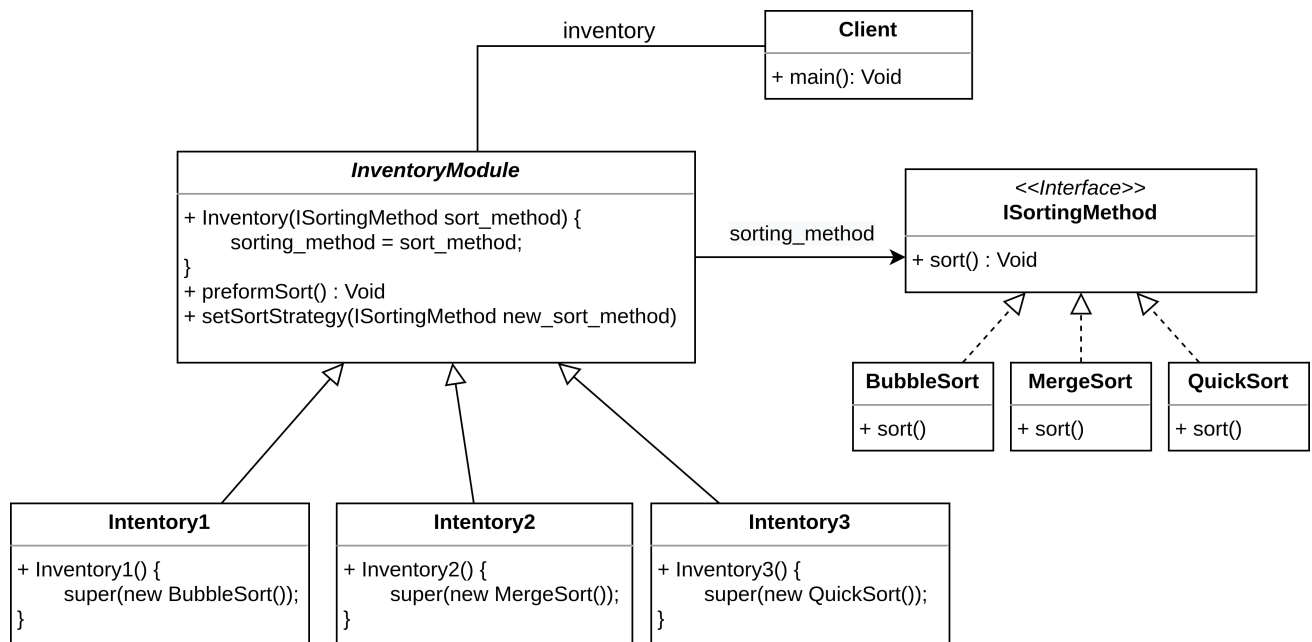 inventory
Client
+ main(): Void
InventoryModule
+ Inventory(ISortingMethod sort_method) {
sorting_method = sort_method;
}
+ preformSort() : Void
+ setSortStrategy(ISortingMethod new_sort_method)
sorting_method
<<Interface>>
ISortingMethod
+ sort() : Void
BubbleSort
+ sort()
MergeSort
+ sort()
QuickSort
+ sort()
Intentory1
+ Inventory1() {
super(new BubbleSort());
}
Intentory2
+ Inventory2() {
super(new MergeSort());
}
Intentory3
+ Inventory3() {
super(new QuickSort());
}